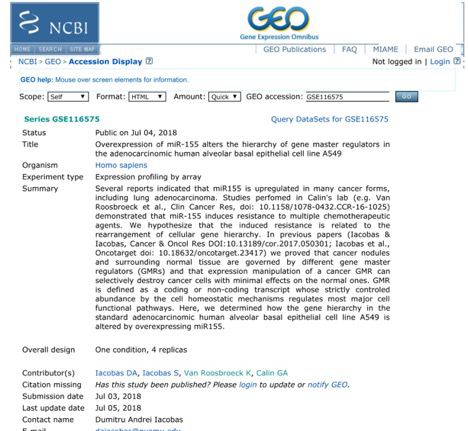 NCBI
GEO
Gene Expression Omnibus
HOME | SEARCH | SITE MAP
GEO Publications | FAQ | MIAME | Email GEO
NCBI > GEO > Accession Display
Not logged in | Login
GEO help: Mouse over screen elements for information.
Scope: Self Format: HTML Amount: Quick GEO accession: GSE116575 GO
Series GSE116575 Query DataSets for GSE116575
Status Public on Jul 04, 2018
Title Overexpression of miR-155 alters the hierarchy of gene master regulators in
the adenocarcinomic human alveolar basal epithelial cell line A549
Organism Homo sapiens
Experiment type Expression profiling by array
Summary Several reports indicated that miR155 is upregulated in many cancer forms,
including lung adenocarcinoma. Studies perfomed in Calin's lab (e.g. Van
Roosbroeck et al., Clin Cancer Res, doi: 10.1158/1078-0432.CCR-16-1025)
demonstrated that miR-155 induces resistance to multiple chemotherapeutic
agents. We hypothesize that the induced resistance is related to the
rearrangement of cellular gene hierarchy. In previous papers (Iacobas &
Iacobas, Cancer & Oncol Res DOI:10.13189/cor.2017.050301; Iacobas et al.,
Oncotarget doi: 10.18632/oncotarget.23417) we proved that cancer nodules
and surrounding normal tissue are governed by different gene master
regulators (GMRs) and that expression manipulation of a cancer GMR can
selectively destroy cancer cells with minimal effects on the normal ones. GMR
is defined as a coding or non-coding transcript whose strictly controled
abundance by the cell homeostatic mechanisms regulates most major cell
functional pathways. Here, we determined how the gene hierarchy in the
standard adenocarcinomic human alveolar basal epithelial cell line A549 is
altered by overexpressing miR155.
Overall design One condition, 4 replicas
Contributor(s) Iacobas DA, Iacobas S, Van Roosbroeck K, Calin GA
Citation missing Has this study been published? Please login to update or notify GEO.
Submission date Jul 03, 2018
Last update date Jul 05, 2018
Contact name Dumitru Andrei Iacobas